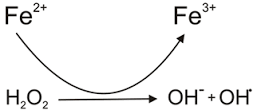 Fe²⁺ Fe³⁺
H₂O₂ OH⁻ + OH•